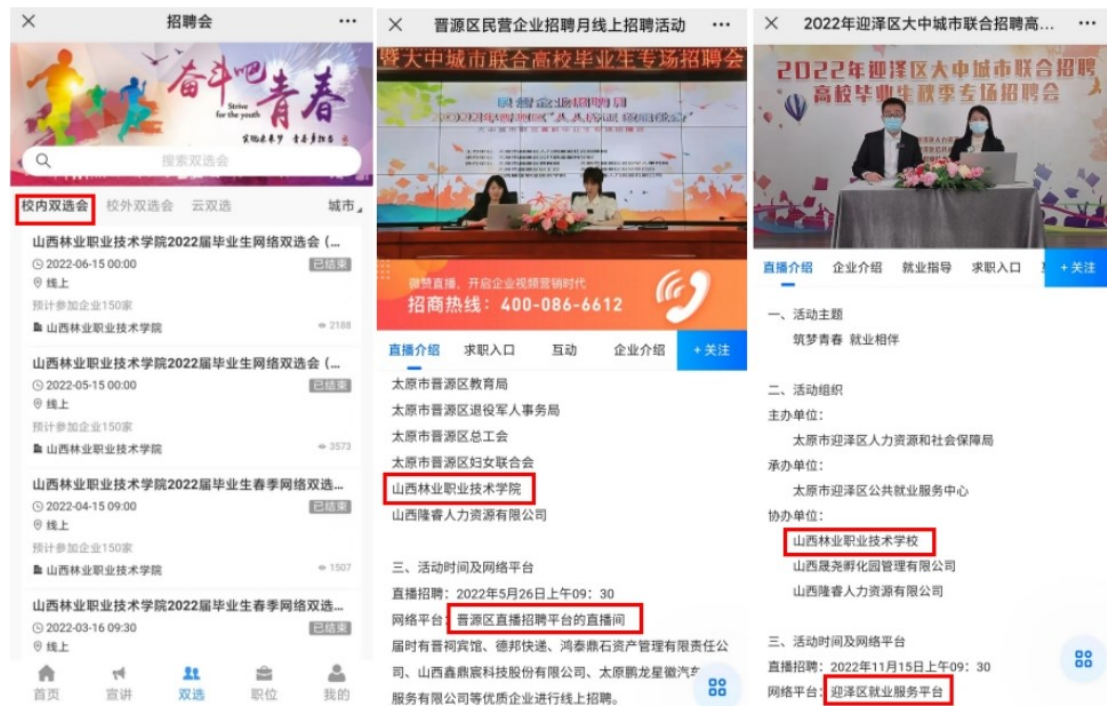 招聘会
奋斗吧
青春
Strive
for the youth
搜索双选会
校内双选会 校外双选会 云双选 城市
山西林业职业技术学院2022届毕业生网络双选会（...
2022-06-15 00:00 已结束
线上
预计参加企业150家
山西林业职业技术学院 2188
山西林业职业技术学院2022届毕业生网络双选会（...
2022-05-15 00:00 已结束
线上
预计参加企业150家
山西林业职业技术学院 3573
山西林业职业技术学院2022届毕业生春季网络双选...
2022-04-15 09:00 已结束
线上
预计参加企业150家
山西林业职业技术学院 1507
山西林业职业技术学院2022届毕业生春季网络双选...
2022-03-16 09:30 已结束
线上
首页 宣讲 双选 职位 我的
晋源区民营企业招聘月线上招聘活动
暨大中城市联合高校毕业生专场招聘会
民营企业招聘月
微赞直播，开启企业视频营销时代
招商热线：400-086-6612
直播介绍 求职入口 互动 企业介绍 +关注
太原市晋源区教育局
太原市晋源区退役军人事务局
太原市晋源区总工会
太原市晋源区妇女联合会
山西林业职业技术学院
山西隆睿人力资源有限公司
三、活动时间及网络平台
直播招聘：2022年5月26日上午09：30
网络平台：晋源区直播招聘平台的直播间
届时有晋祠宾馆、德邦快递、鸿泰鼎石资产管理有限责任公
司、山西鑫鼎宸科技股份有限公司、太原鹏龙星徽汽车
服务有限公司等优质企业进行线上招聘。
2022年迎泽区大中城市联合招聘高...
2022年迎泽区大中城市联合招聘
高校毕业生秋季专场招聘会
直播介绍 企业介绍 就业指导 求职入口 +关注
一、活动主题
筑梦青春 就业相伴
二、活动组织
主办单位：
太原市迎泽区人力资源和社会保障局
承办单位：
太原市迎泽区公共就业服务中心
协办单位：
山西林业职业技术学校
山西晟尧孵化园管理有限公司
山西隆睿人力资源有限公司
三、活动时间及网络平台
直播招聘：2022年11月15日上午09：30
网络平台：迎泽区就业服务平台